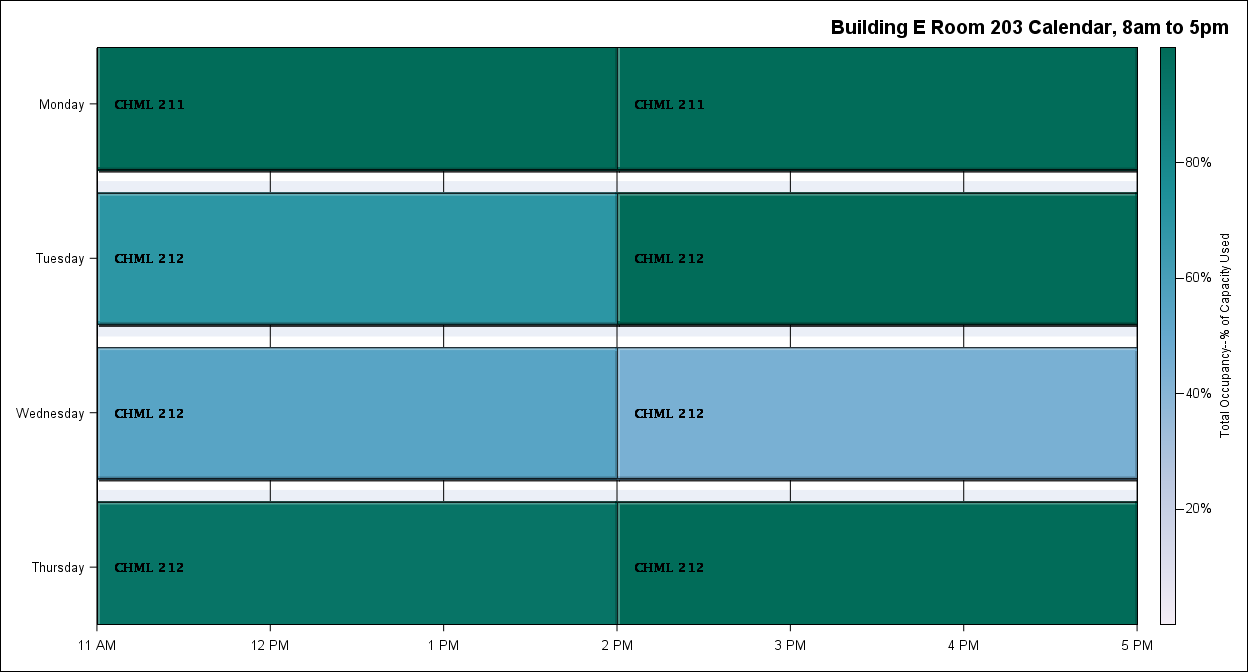 Building E Room 203 Calendar, 8am to 5pm
Monday
CHML 211
CHML 211
Tuesday
CHML 212
CHML 212
Wednesday
CHML 212
CHML 212
Thursday
CHML 212
CHML 212
11 AM
12 PM
1 PM
2 PM
3 PM
4 PM
5 PM
80%
60%
40%
20%
Total Occupancy--% of Capacity Used